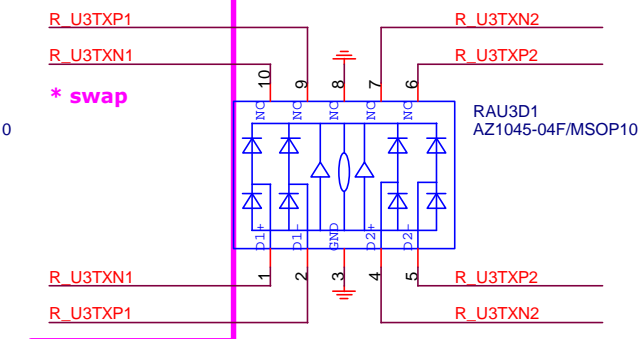 R_U3TXP1
R_U3TXN2
R_U3TXN1
R_U3TXP2
* swap
10
9
8
7
6
NC
NC
NC
NC
NC
RAU3D1
AZ1045-04F/MSOP10
0
D1+
D1-
GND
D2+
D2-
1
2
3
4
5
R_U3TXN1
R_U3TXP2
R_U3TXP1
R_U3TXN2